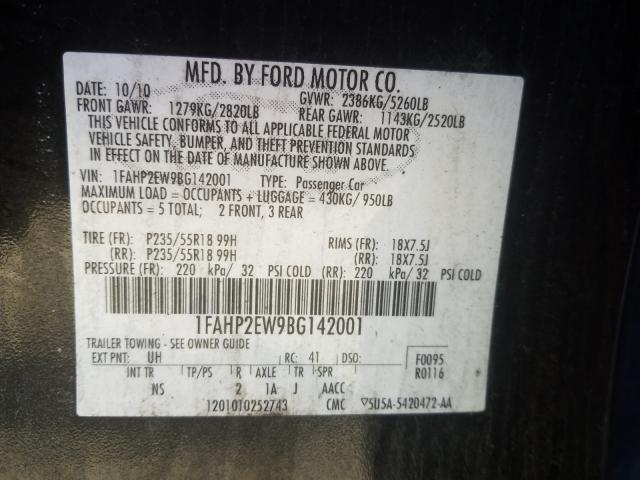 MFD. BY FORD MOTOR CO.
DATE: 10/10 GVWR: 2386KG/5260LB
FRONT GAWR: 1279KG/2820LB REAR GAWR: 1143KG/2520LB
THIS VEHICLE CONFORMS TO ALL APPLICABLE FEDERAL MOTOR
VEHICLE SAFETY, BUMPER, AND THEFT PREVENTION STANDARDS
IN EFFECT ON THE DATE OF MANUFACTURE SHOWN ABOVE.
VIN: 1FAHP2EW9BG142001 TYPE: Passenger Car
MAXIMUM LOAD = OCCUPANTS + LUGGAGE = 430KG/ 950LB
OCCUPANTS = 5 TOTAL; 2 FRONT, 3 REAR
TIRE (FR): P235/55R18 99H RIMS (FR): 18X7.5J
(RR): P235/55R18 99H (RR): 18X7.5J
PRESSURE (FR): 220 kPa/ 32 PSI COLD (RR) 220 kPa/ 32 PSI COLD
1FAHP2EW9BG142001
TRAILER TOWING - SEE OWNER GUIDE
EXT PNT: UH RC: 41 DSO: F0095
INT TR TP/PS R AXLE TR SPR R0116
NS 2 1A J AACC
12010T0252743 CMC ▽5U5A-5420472-AA